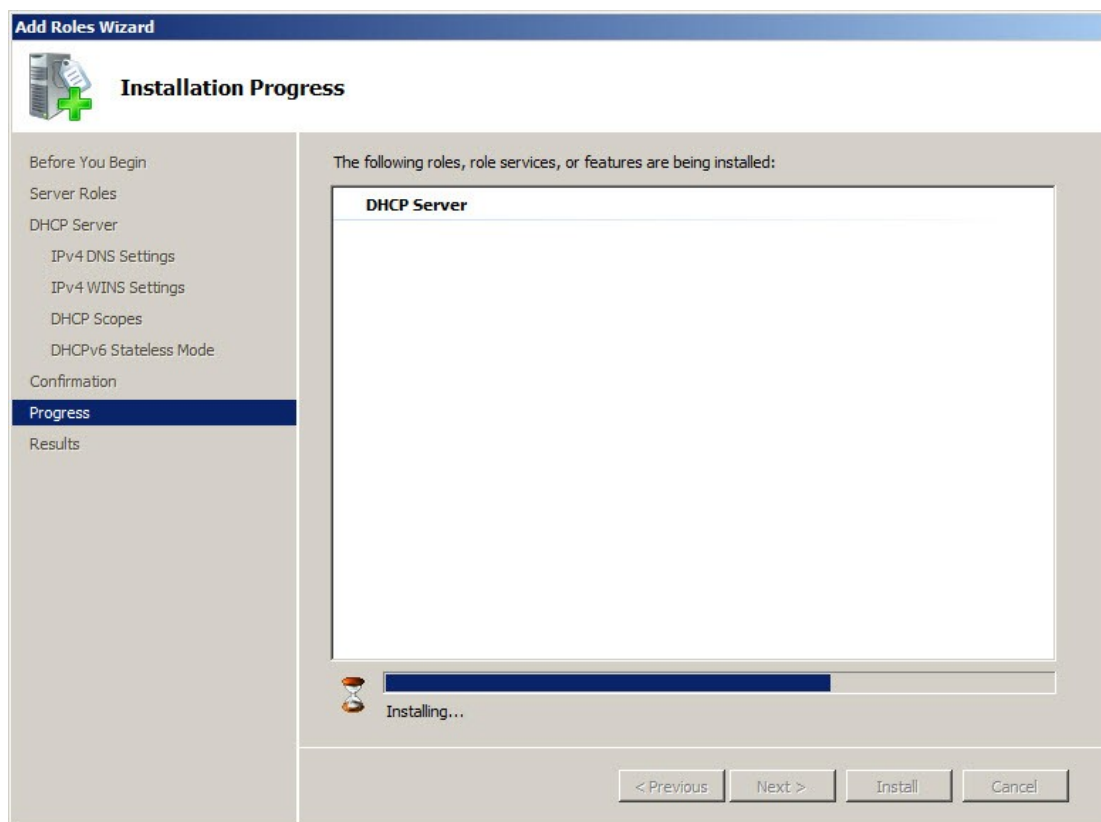 Add Roles Wizard
Installation Progress
Before You Begin
Server Roles
DHCP Server
IPv4 DNS Settings
IPv4 WINS Settings
DHCP Scopes
DHCPv6 Stateless Mode
Confirmation
Progress
Results
The following roles, role services, or features are being installed:
DHCP Server
Installing...
< Previous
Next >
Install
Cancel